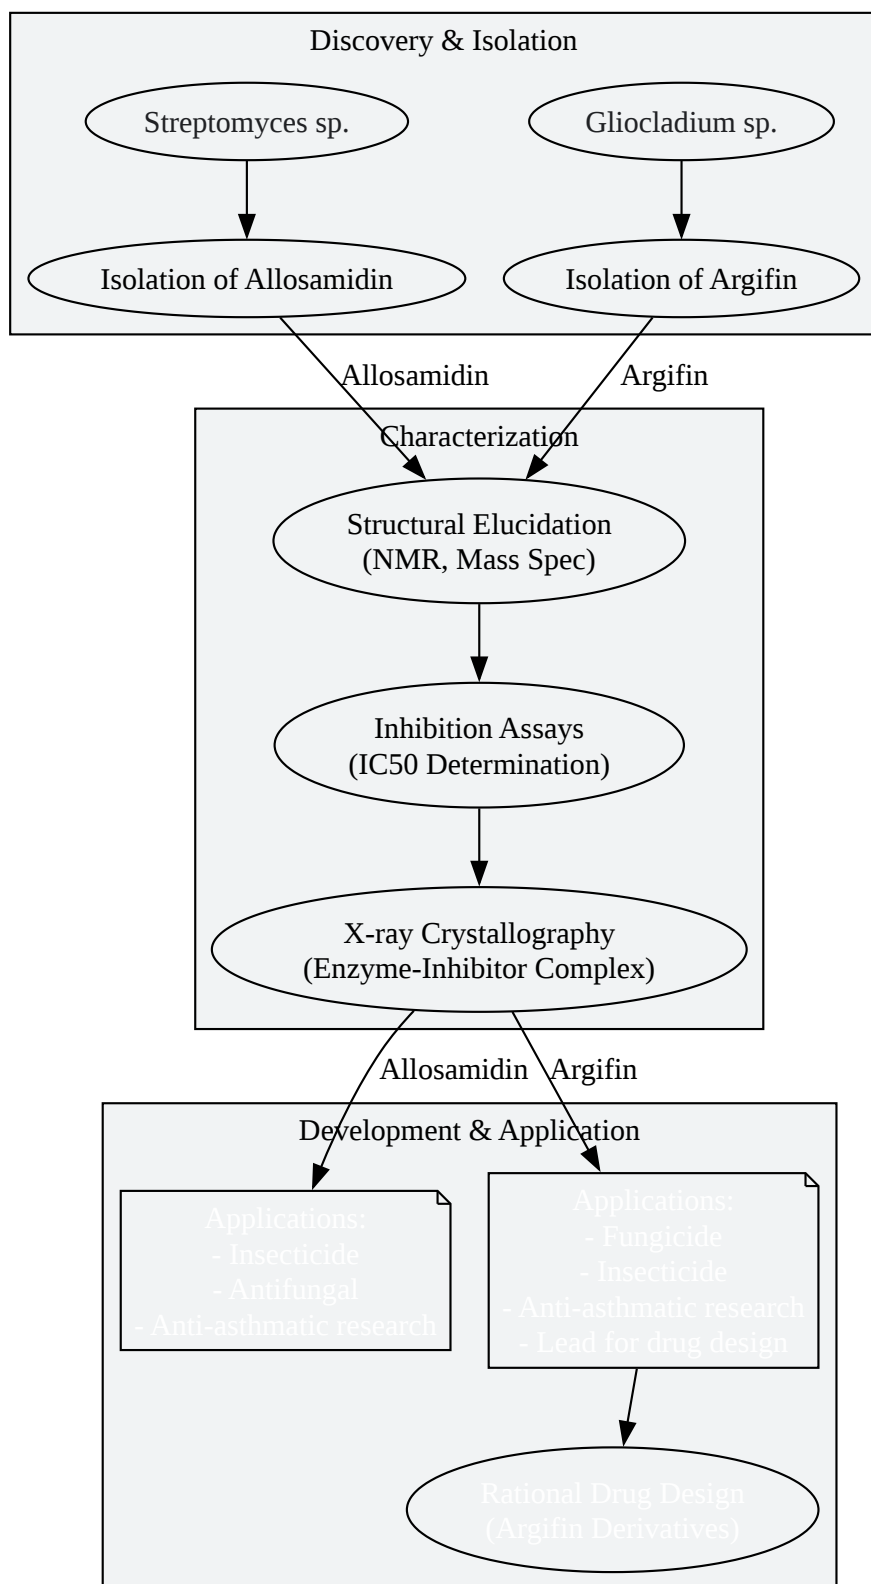 Discovery & Isolation
Streptomyces sp.
Gliocladium sp.
Isolation of Allosamidin
Isolation of Argifin
Allosamidin
Argifin
Characterization
Structural Elucidation
(NMR, Mass Spec)
Inhibition Assays
(IC50 Determination)
X-ray Crystallography
(Enzyme-Inhibitor Complex)
Allosamidin
Argifin
Development & Application
Applications:
- Insecticide
- Antifungal
- Anti-asthmatic research
Applications:
- Fungicide
- Insecticide
- Anti-asthmatic research
- Lead for drug design
Rational Drug Design
(Argifin Derivatives)